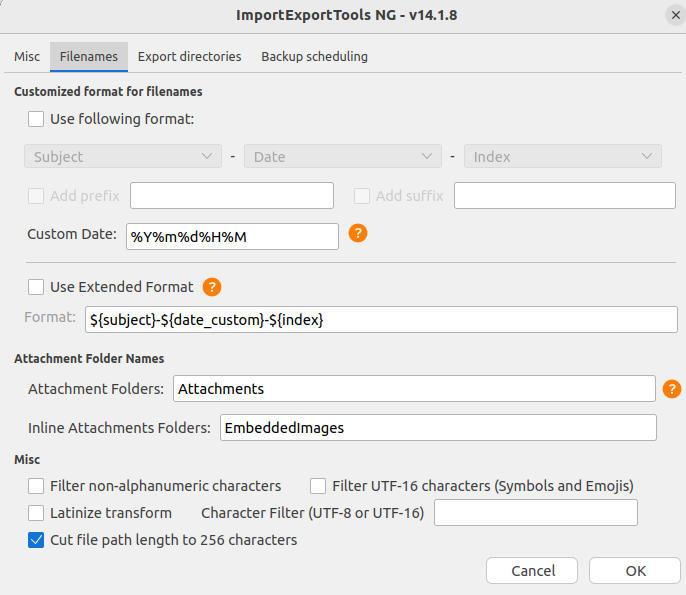 ImportExportTools NG - v14.1.8
Misc Filenames Export directories Backup scheduling
Customized format for filenames
Use following format:
Subject - Date - Index
Add prefix Add suffix
Custom Date: %Y%m%d%H%M ?
Use Extended Format ?
Format: ${subject}-${date_custom}-${index}
Attachment Folder Names
Attachment Folders: Attachments ?
Inline Attachments Folders: EmbeddedImages
Misc
Filter non-alphanumeric characters Filter UTF-16 characters (Symbols and Emojis)
Latinize transform Character Filter (UTF-8 or UTF-16)
Cut file path length to 256 characters
Cancel OK